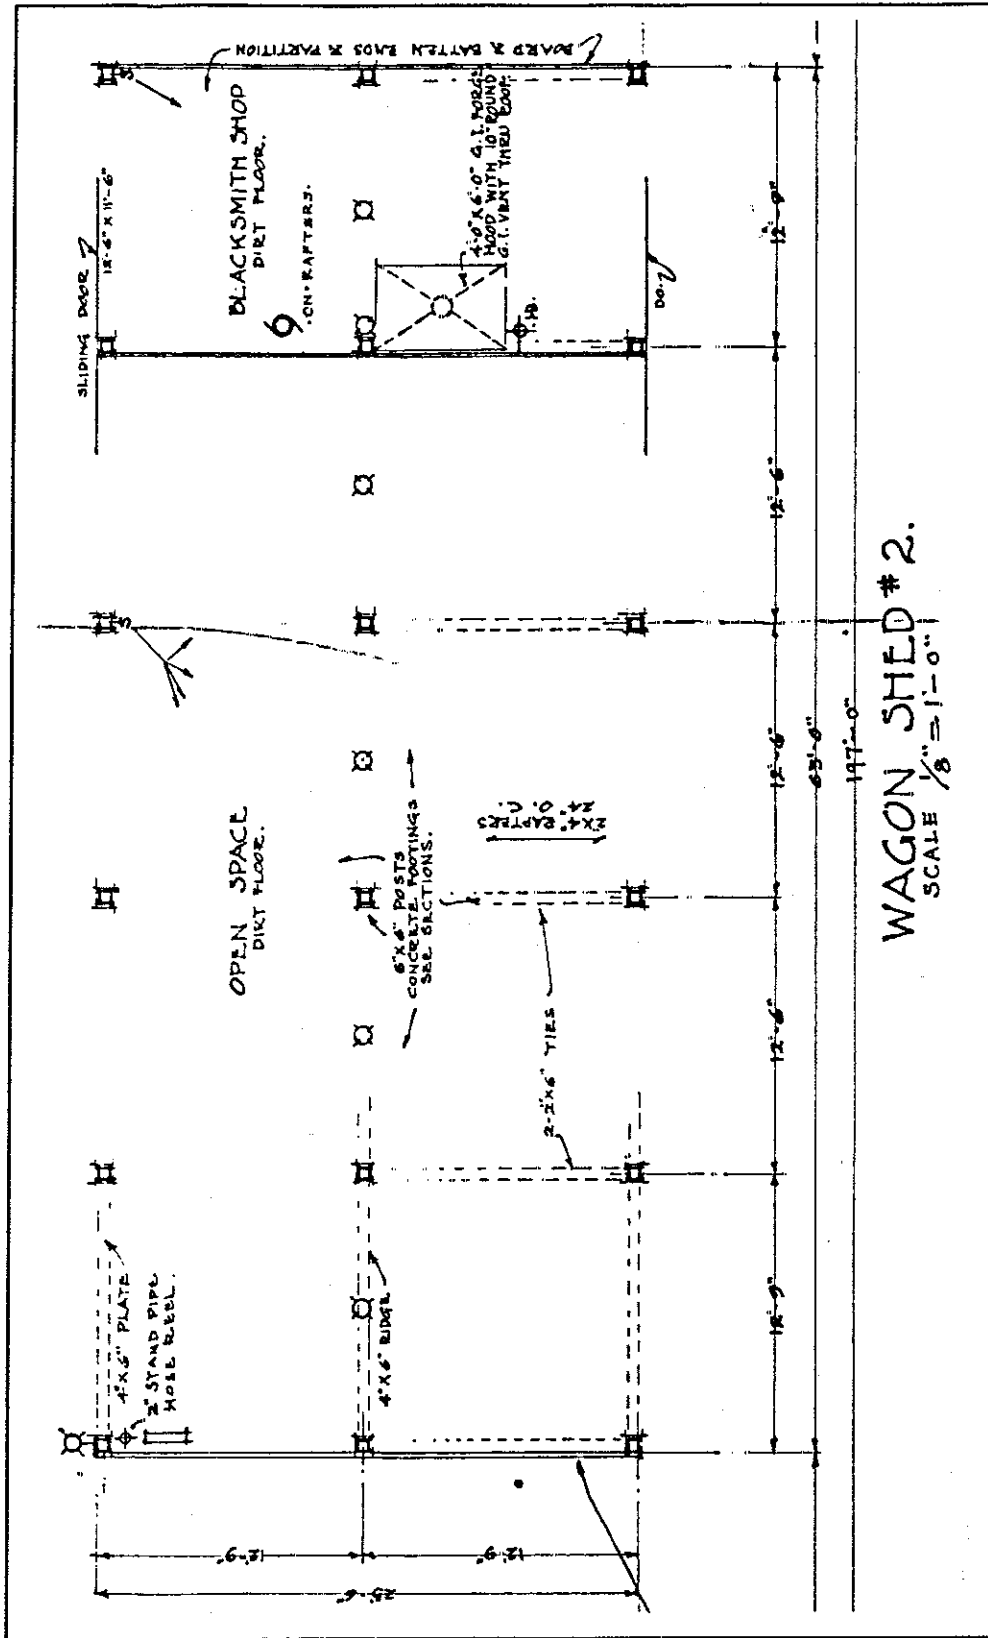 BOARD & BATTEN ENDS & PARTITION
S
BLACKSMITH SHOP
DIRT FLOOR.
·ON·RAFTERS.
SLIDING DOOR
12'-6" X 11'-6"
4'-0"X6'-0" G.I. FORGE
HOOD WITH 10" ROUND
G.I. VENT THRU ROOF.
H.B.
DO.
S
OPEN SPACE
DIRT FLOOR.
6"X6" POSTS
CONCRETE FOOTINGS
SEE SECTIONS.
2"X4" RAFTERS
24" O.C.
2-2"X6" TIES
4"X6" PLATE
2" STAND PIPE
HOSE REEL.
4"X6" RIDGE
12'-9"
12'-6"
12'-6"
12'-6"
12'-9"
63'-0"
197'-0"
12'-9"
12'-9"
25'-6"
WAGON SHED #2.
SCALE 1/8"=1'-0"